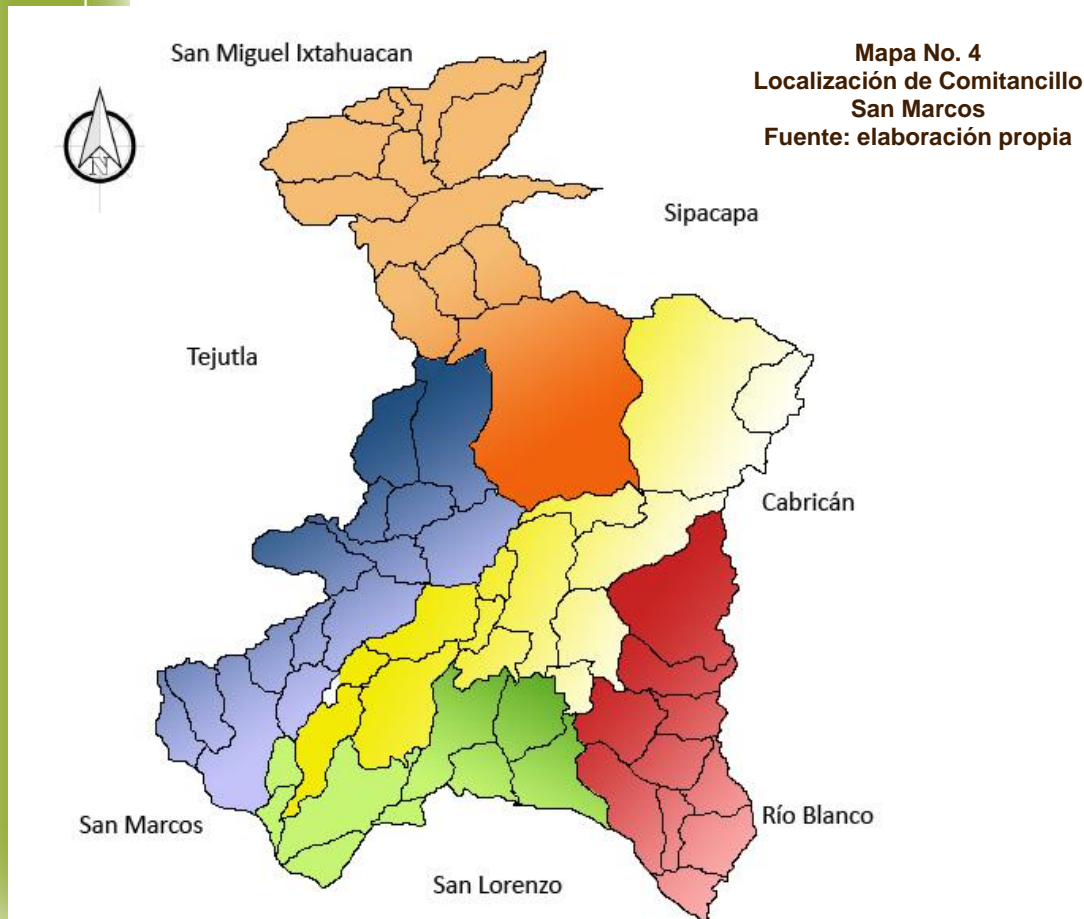 San Miguel Ixtahuacan
Mapa No. 4
Localización de Comitancillo
San Marcos
Fuente: elaboración propia
N
Sipacapa
Tejutla
Cabricán
San Marcos
Río Blanco
San Lorenzo